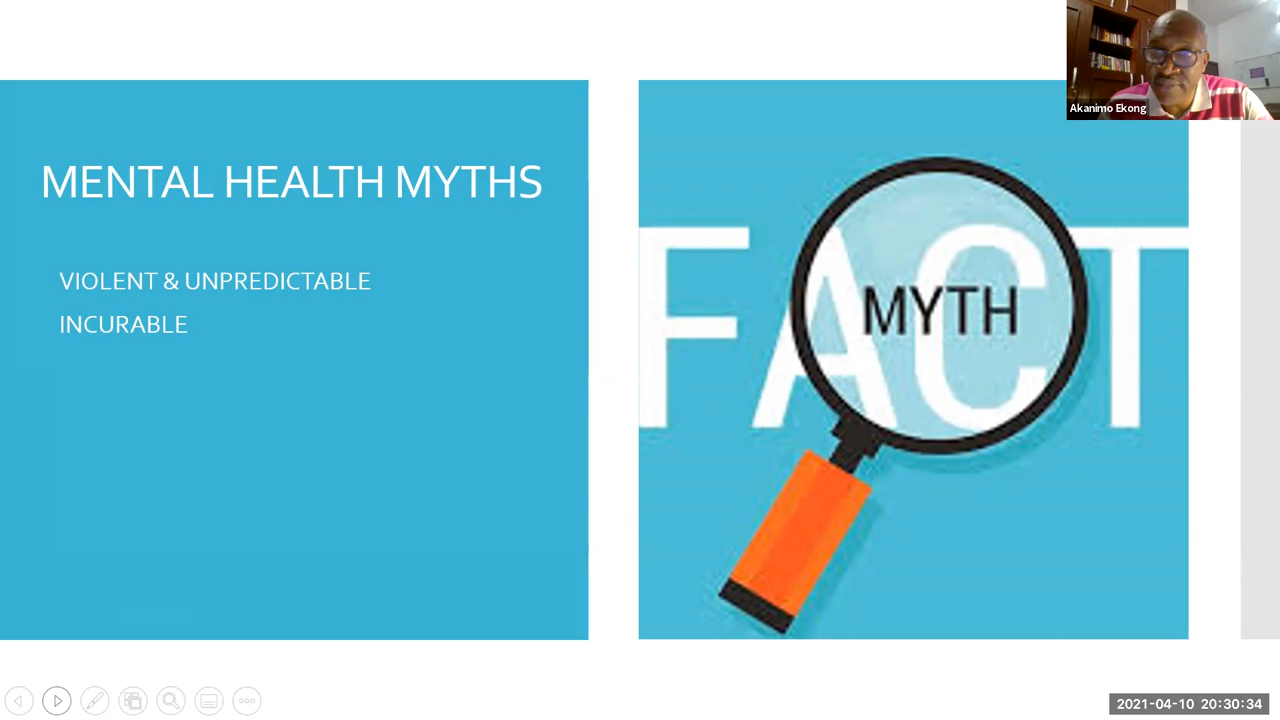 Akanimo Ekong
MENTAL HEALTH MYTHS
VIOLENT & UNPREDICTABLE
INCURABLE
FACT
MYTH
2021-04-10 20:30:34